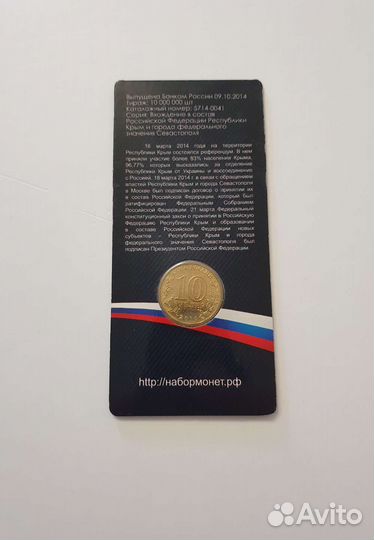 Выпущена Банком России 09.10.2014
Тираж: 10 000 000 шт
Каталожный номер: 5714-0041
Серия: Вхождение в состав
Российской Федерации Республики
Крым и города федерального
значения Севастополя
16 марта 2014 года на территории
Республики Крым состоялся референдум. В нем
приняли участие более 83% населения Крыма,
96,77% которых высказались за отделение
Республики Крым от Украины и воссоединение
с Россией. 18 марта 2014 г. в связи с обращением
властей Республики Крым и города Севастополя
в Москве был подписан договор о принятии их
в состав Российской Федерации, который был
ратифицирован Федеральным Собранием
Российской Федерации. 21 марта Федеральный
конституционный закон о принятии в Российскую
Федерацию Республики Крым и образовании
в составе Российской Федерации новых
субъектов – Республики Крым и города
федерального значения Севастополя был
подписан Президентом Российской Федерации.
10
http://набормонет.рф
Avito